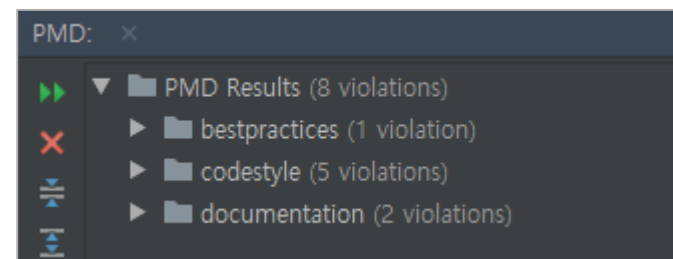 PMD:
PMD Results (8 violations)
bestpractices (1 violation)
codestyle (5 violations)
documentation (2 violations)